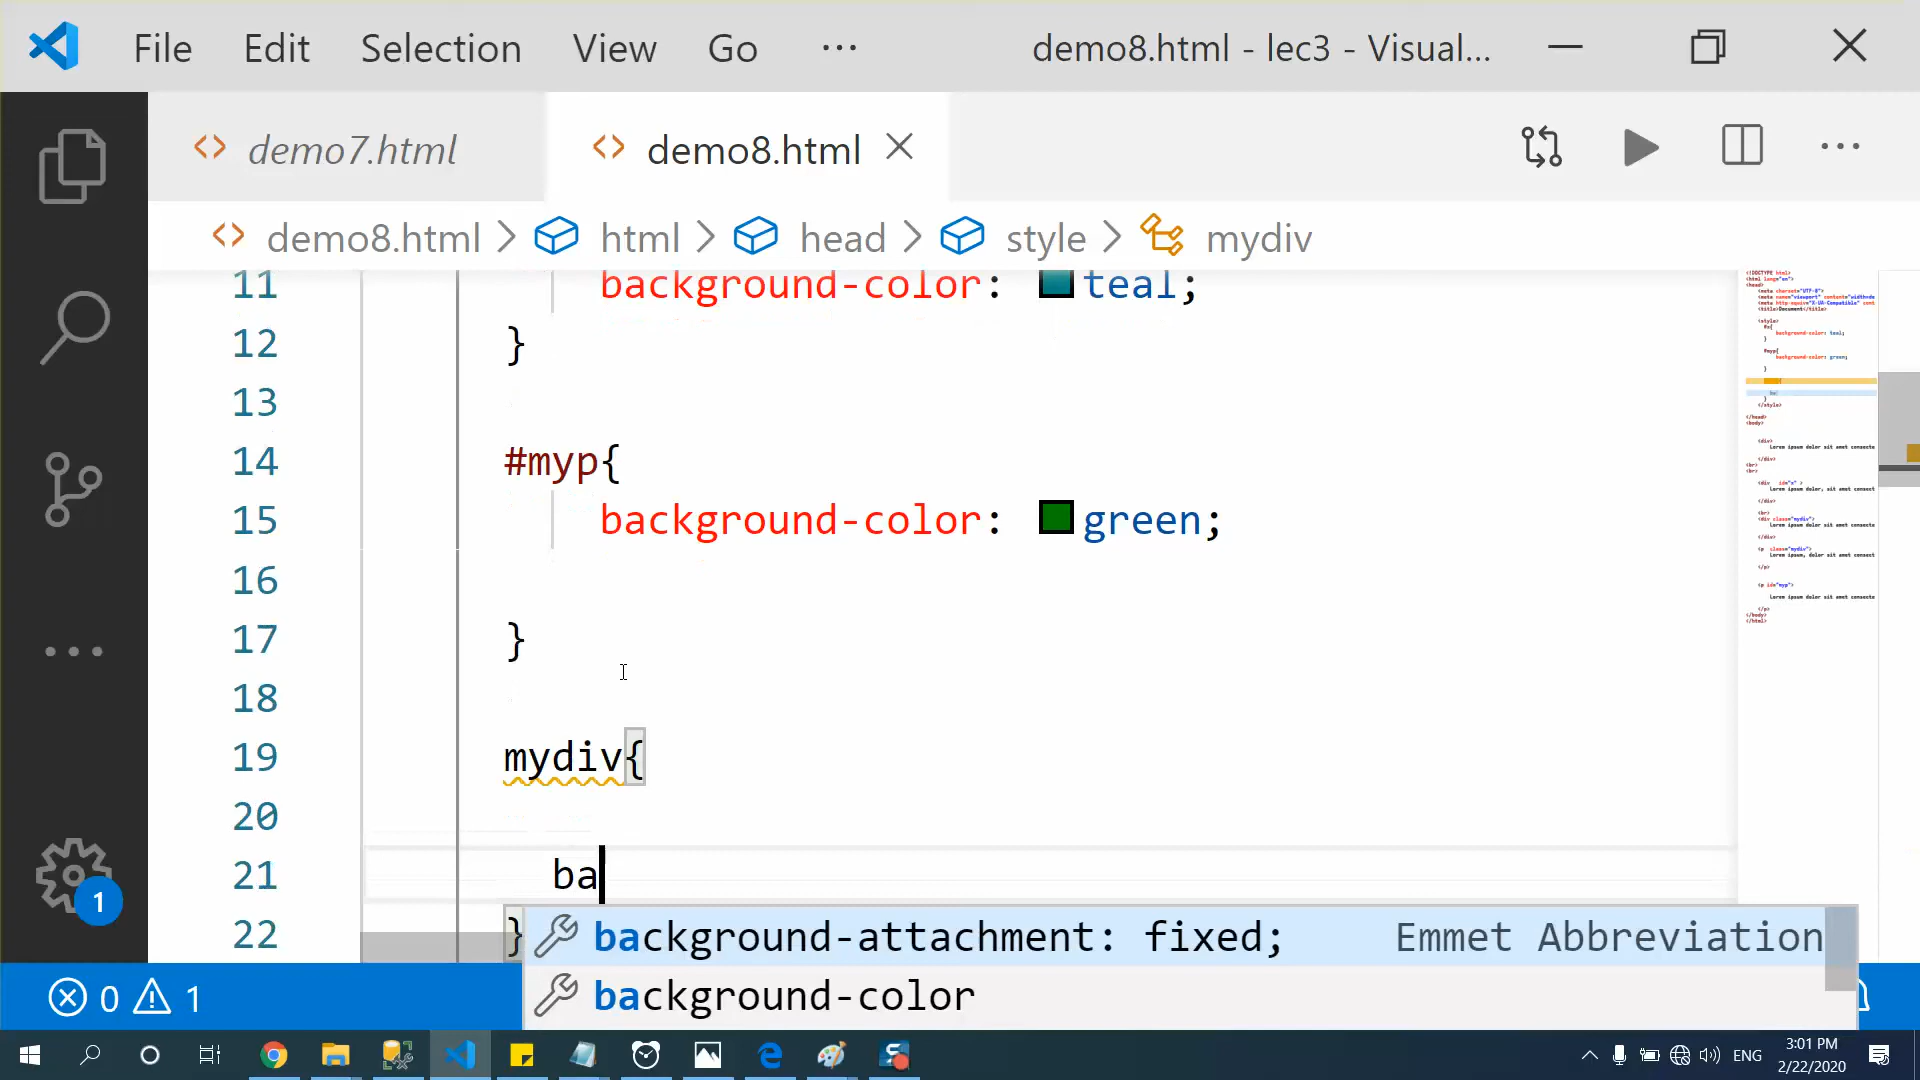 File Edit Selection View Go ··· demo8.html - lec3 - Visual...
demo7.html demo8.html
demo8.html > html > head > style > mydiv
11 background-color: teal;
12 }
13
14 #myp{
15 background-color: green;
16
17 }
18
19 mydiv{
20
21 ba
22 }
background-attachment: fixed; Emmet Abbreviation
background-color
1
0 1
ENG
3:01 PM
2/22/2020